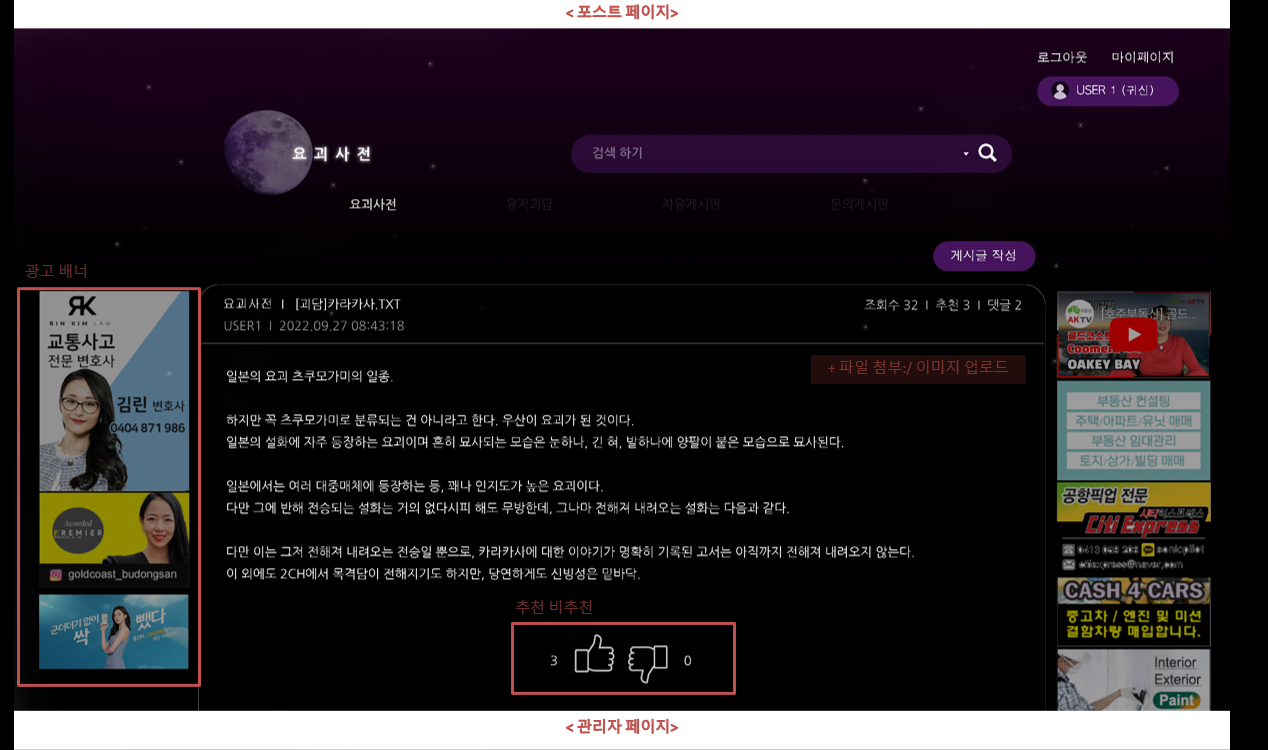 < 포스트 페이지>
로그아웃 마이페이지
USER 1 (귀신)
요괴사전
검색 하기
요괴사전 유저괴담 자유게시판 문의게시판
게시글 작성
광고 배너
RK
RIN KIM LAW
교통사고
전문 변호사
김린 변호사
0404 871 986
Awarded
PREMIER
goldcoast_budongsan
군더더기 없이
싹 뺐다
요괴사전 I [괴담]카라카사.TXT
조회수 32 I 추천 3 I 댓글 2
USER1 I 2022.09.27 08:43:18
+ 파일 첨부:/ 이미지 업로드
일본의 요괴 츠쿠모가미의 일종.
하지만 꼭 츠쿠모가미로 분류되는 건 아니라고 한다. 우산이 요괴가 된 것이다.
일본의 설화에 자주 등장하는 요괴이며 흔히 묘사되는 모습은 눈하나, 긴 혀, 발하나에 양팔이 붙은 모습으로 묘사된다.
일본에서는 여러 대중매체에 등장하는 등, 꽤나 인지도가 높은 요괴이다.
다만 그에 반해 전승되는 설화는 거의 없다시피 해도 무방한데, 그나마 전해져 내려오는 설화는 다음과 같다.
다만 이는 그저 전해져 내려오는 전승일 뿐으로, 카라카사에 대한 이야기가 명확히 기록된 고서는 아직까지 전해져 내려오지 않는다.
이 외에도 2CH에서 목격담이 전해지기도 하지만, 당연하게도 신빙성은 밑바닥.
추천 비추천
3 0
AKTV
[호주부동산] 골드...
골드코스트
Coomera
OAKEY BAY
부동산 컨설팅
주택/아파트/유닛 매매
부동산 임대관리
토지/상가/빌딩 매매
공항픽업 전문
시티익스프레스
Citi Express
CASH 4 CARS
중고차 / 엔진 및 미션
결함차량 매입합니다.
Interior
Exterior
Paint
< 관리자 페이지>